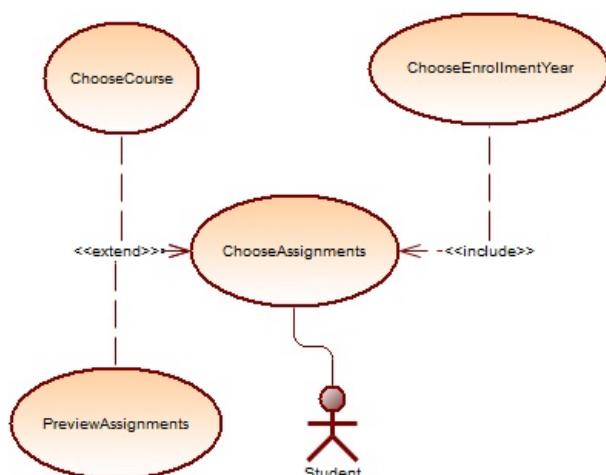 ChooseCourse
ChooseEnrollmentYear
<<extend>>
ChooseAssignments
<<include>>
PreviewAssignments
Student